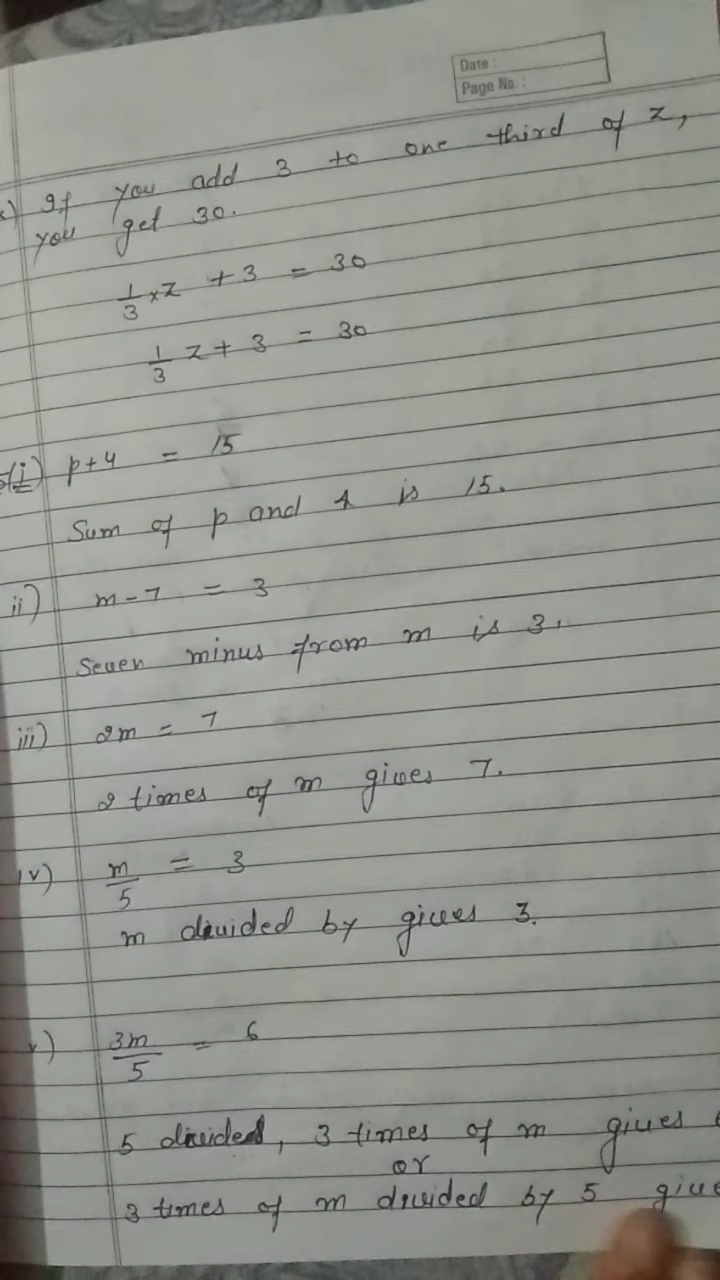 Date :
Page No. :
If you add 3 to one third of z,
you get 30.
1/3 × z + 3 = 30
1/3 z + 3 = 30
(i) p+4 = 15
Sum of p and 4 is 15.
ii) m - 7 = 3
Seven minus from m is 3.
iii) 2m = 7
2 times of m gives 7.
iv) m/5 = 3
m divided by gives 3.
v) 3m/5 = 6
5 divided, 3 times of m gives
or
3 times of m divided by 5 give